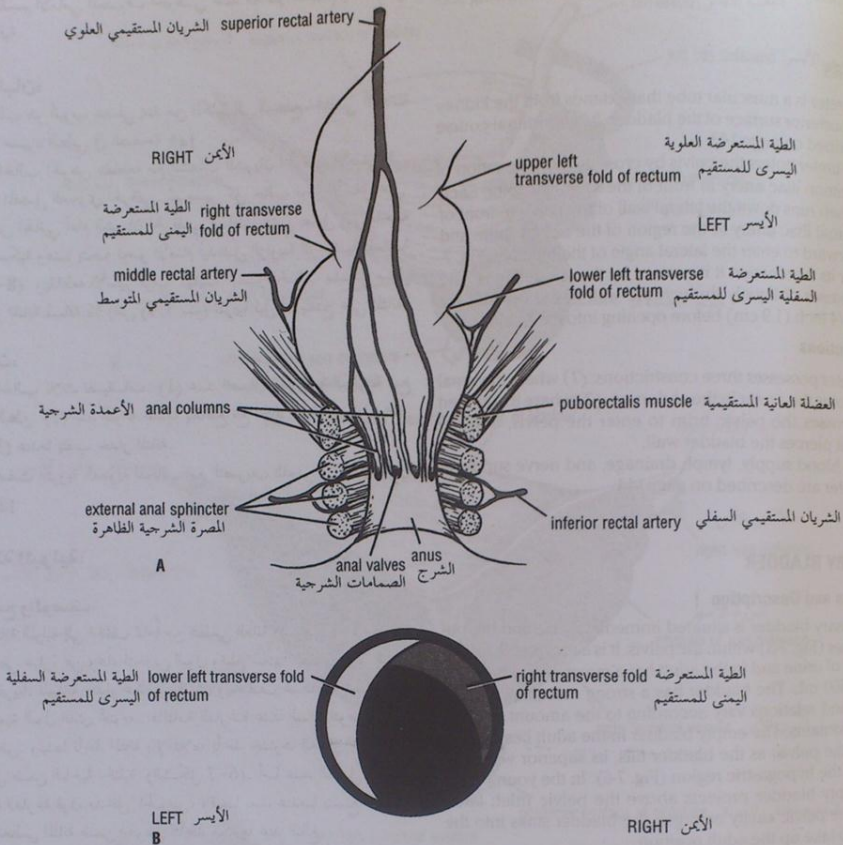 الشريان المستقيمي العلوي superior rectal artery
RIGHT الأيمن
upper left الطية المستعرضة العلوية
transverse fold of rectum اليسرى للمستقيم
الطية المستعرضة right transverse
اليمنى للمستقيم fold of rectum
LEFT الأيسر
middle rectal artery
الشريان المستقيمي المتوسط
lower left transverse الطية المستعرضة
fold of rectum السفلية اليسرى للمستقيم
الأعمدة الشرجية anal columns
puborectalis muscle العضلة العانية المستقيمية
external anal sphincter
المصرة الشرجية الظاهرة
inferior rectal artery الشريان المستقيمي السفلي
anal valves
الصمامات الشرجية
anus
الشرج
A
الطية المستعرضة السفلية lower left transverse fold
اليسرى للمستقيم of rectum
right transverse fold الطية المستعرضة
of rectum اليمنى للمستقيم
LEFT الأيسر
RIGHT الأيمن
B